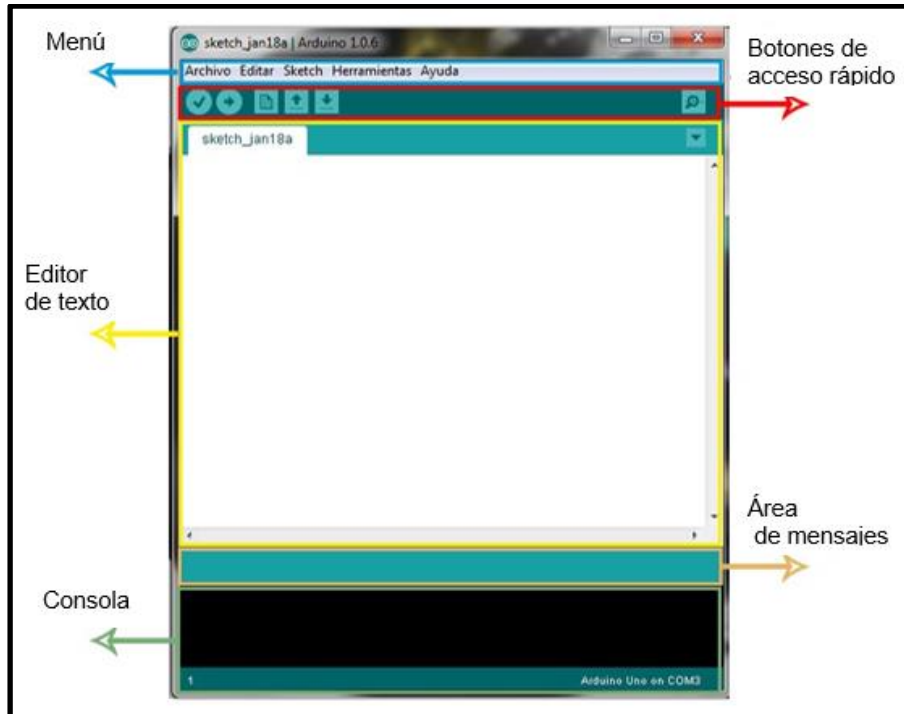 Menú
sketch_jan18a | Arduino 1.0.6
Botones de
acceso rápido
Archivo Editar Sketch Herramientas Ayuda
sketch_jan18a
Editor
de texto
Área
de mensajes
Consola
1
Arduino Uno on COM3